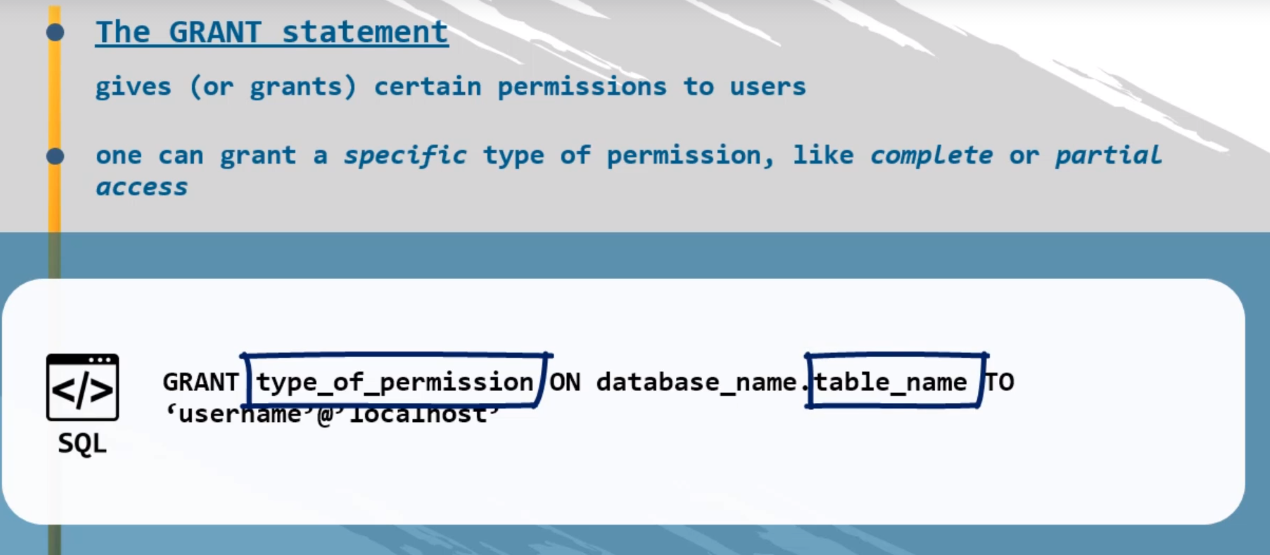 The GRANT statement
gives (or grants) certain permissions to users
one can grant a specific type of permission, like complete or partial
access
</>
SQL
GRANT type_of_permission ON database_name.table_name TO
‘username’@’localhost’